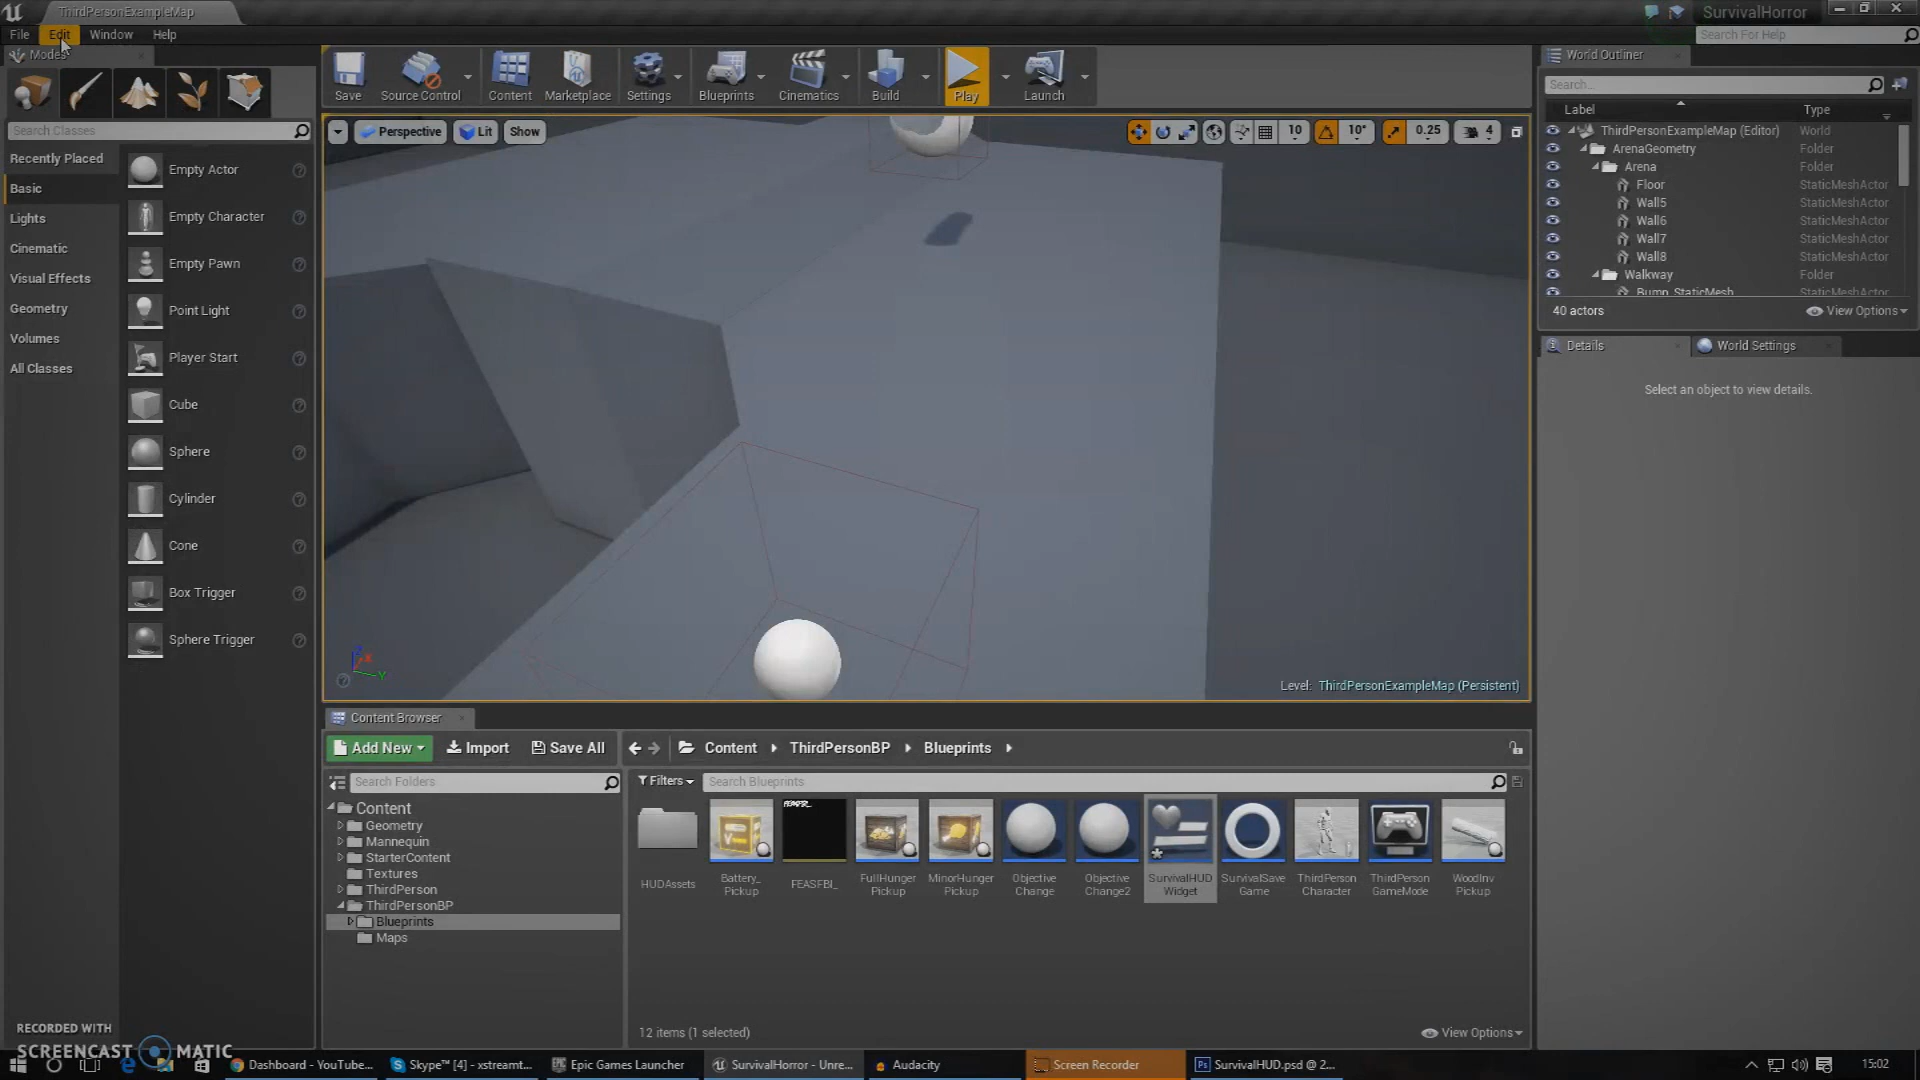 ThirdPersonExampleMap
SurvivalHorror
File Edit Window Help
Search For Help
Modes
Search Classes
Recently Placed
Basic
Lights
Cinematic
Visual Effects
Geometry
Volumes
All Classes
Empty Actor
Empty Character
Empty Pawn
Point Light
Player Start
Cube
Sphere
Cylinder
Cone
Box Trigger
Sphere Trigger
Save Source Control Content Marketplace Settings Blueprints Cinematics Build Play Launch
Perspective Lit Show
10 10° 0.25 4
Level: ThirdPersonExampleMap (Persistent)
World Outliner
Search...
Label Type
ThirdPersonExampleMap (Editor) World
ArenaGeometry Folder
Arena Folder
Floor StaticMeshActor
Wall5 StaticMeshActor
Wall6 StaticMeshActor
Wall7 StaticMeshActor
Wall8 StaticMeshActor
Walkway Folder
Bump_StaticMesh StaticMeshActor
40 actors View Options
Details World Settings
Select an object to view details.
Content Browser
Add New Import Save All Content ThirdPersonBP Blueprints
Search Folders
Filters Search Blueprints
Content
Geometry
Mannequin
StarterContent
Textures
ThirdPerson
ThirdPersonBP
Blueprints
Maps
HUDAssets
Battery_
Pickup
FEASFBI_
FullHunger
Pickup
MinorHunger
Pickup
Objective
Change
Objective
Change2
SurvivalHUD
Widget
SurvivalSave
Game
ThirdPerson
Character
ThirdPerson
GameMode
WoodInv
Pickup
12 items (1 selected) View Options
RECORDED WITH
SCREENCAST MATIC
Dashboard - YouTube... Skype™ [4] - xstreamt... Epic Games Launcher SurvivalHorror - Unre... Audacity Screen Recorder SurvivalHUD.psd @ 2... 15:02